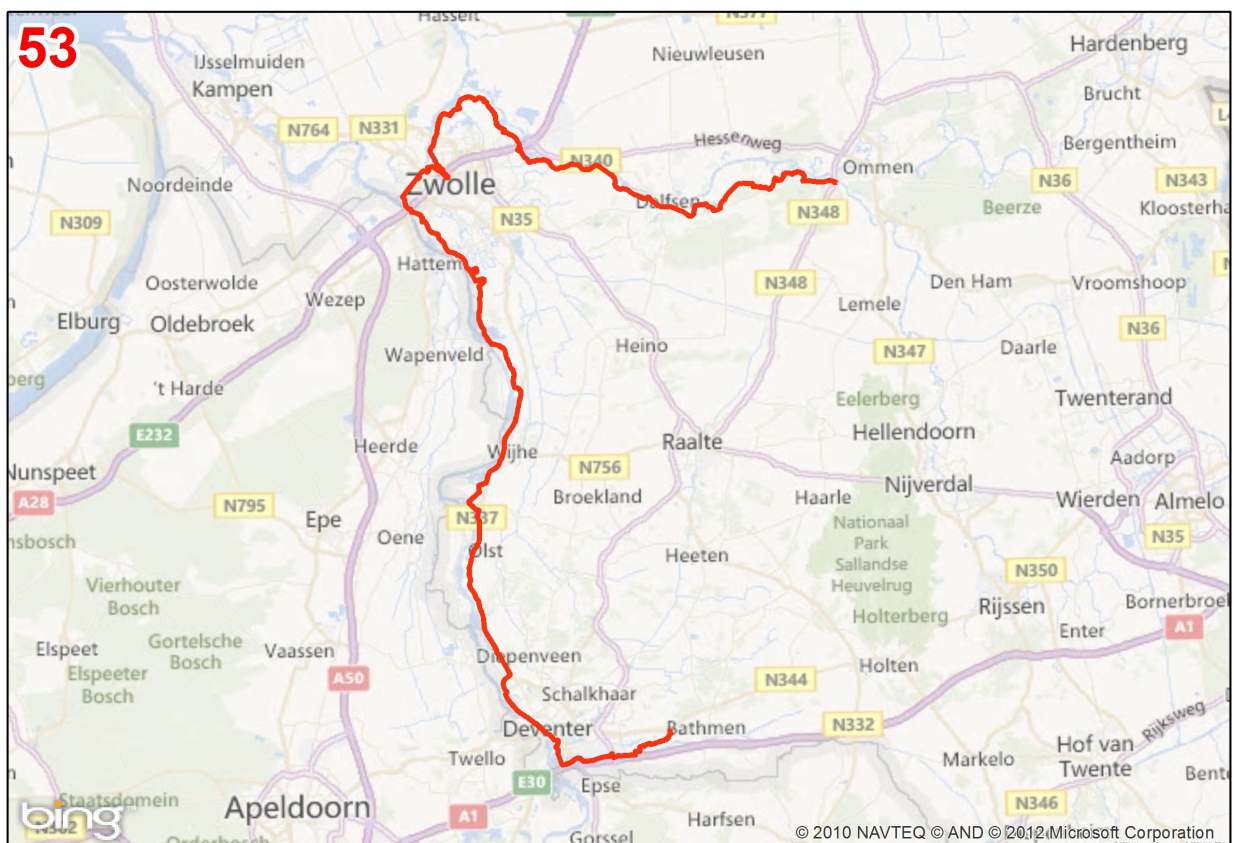 53
Hasselt
N377
Nieuwleusen
Hardenberg
IJsselmuiden
Kampen
Brucht
N764
N331
Hessenweg
Bergentheim
N340
Ommen
Noordeinde
Zwolle
N36
N343
Dalfsen
Beerze
Kloosterha
N309
N35
N348
Hattem
Oosterwolde
N348
Den Ham
Vroomshoop
Wezep
Lemele
Elburg
Oldebroek
N36
Heino
Wapenveld
N347
Daarle
berg
't Harde
Eelerberg
Twenterand
E232
Heerde
Wijhe
Raalte
Hellendoorn
Aadorp
Nunspeet
N756
A28
N795
Broekland
Haarle
Nijverdal
Wierden
Almelo
Epe
N337
Nationaal
Park
Sallandse
Heuvelrug
nsbosch
Oene
Olst
Heeten
N35
Vierhouter
Bosch
N350
Holterberg
Rijssen
Bornerbroel
Elspeet
Gortelsche
Bosch
Vaassen
Diepenveen
Enter
A1
Elspeeter
Bosch
A50
N344
Holten
Schalkhaar
Deventer
Bathmen
N332
Rijksweg
Twello
Markelo
Hof van
Twente
E30
Epse
Bente
Staatsdomein
Apeldoorn
A1
N346
bing
N302
Harfsen
Gorssel
© 2010 NAVTEQ © AND © 2012 Microsoft Corporation